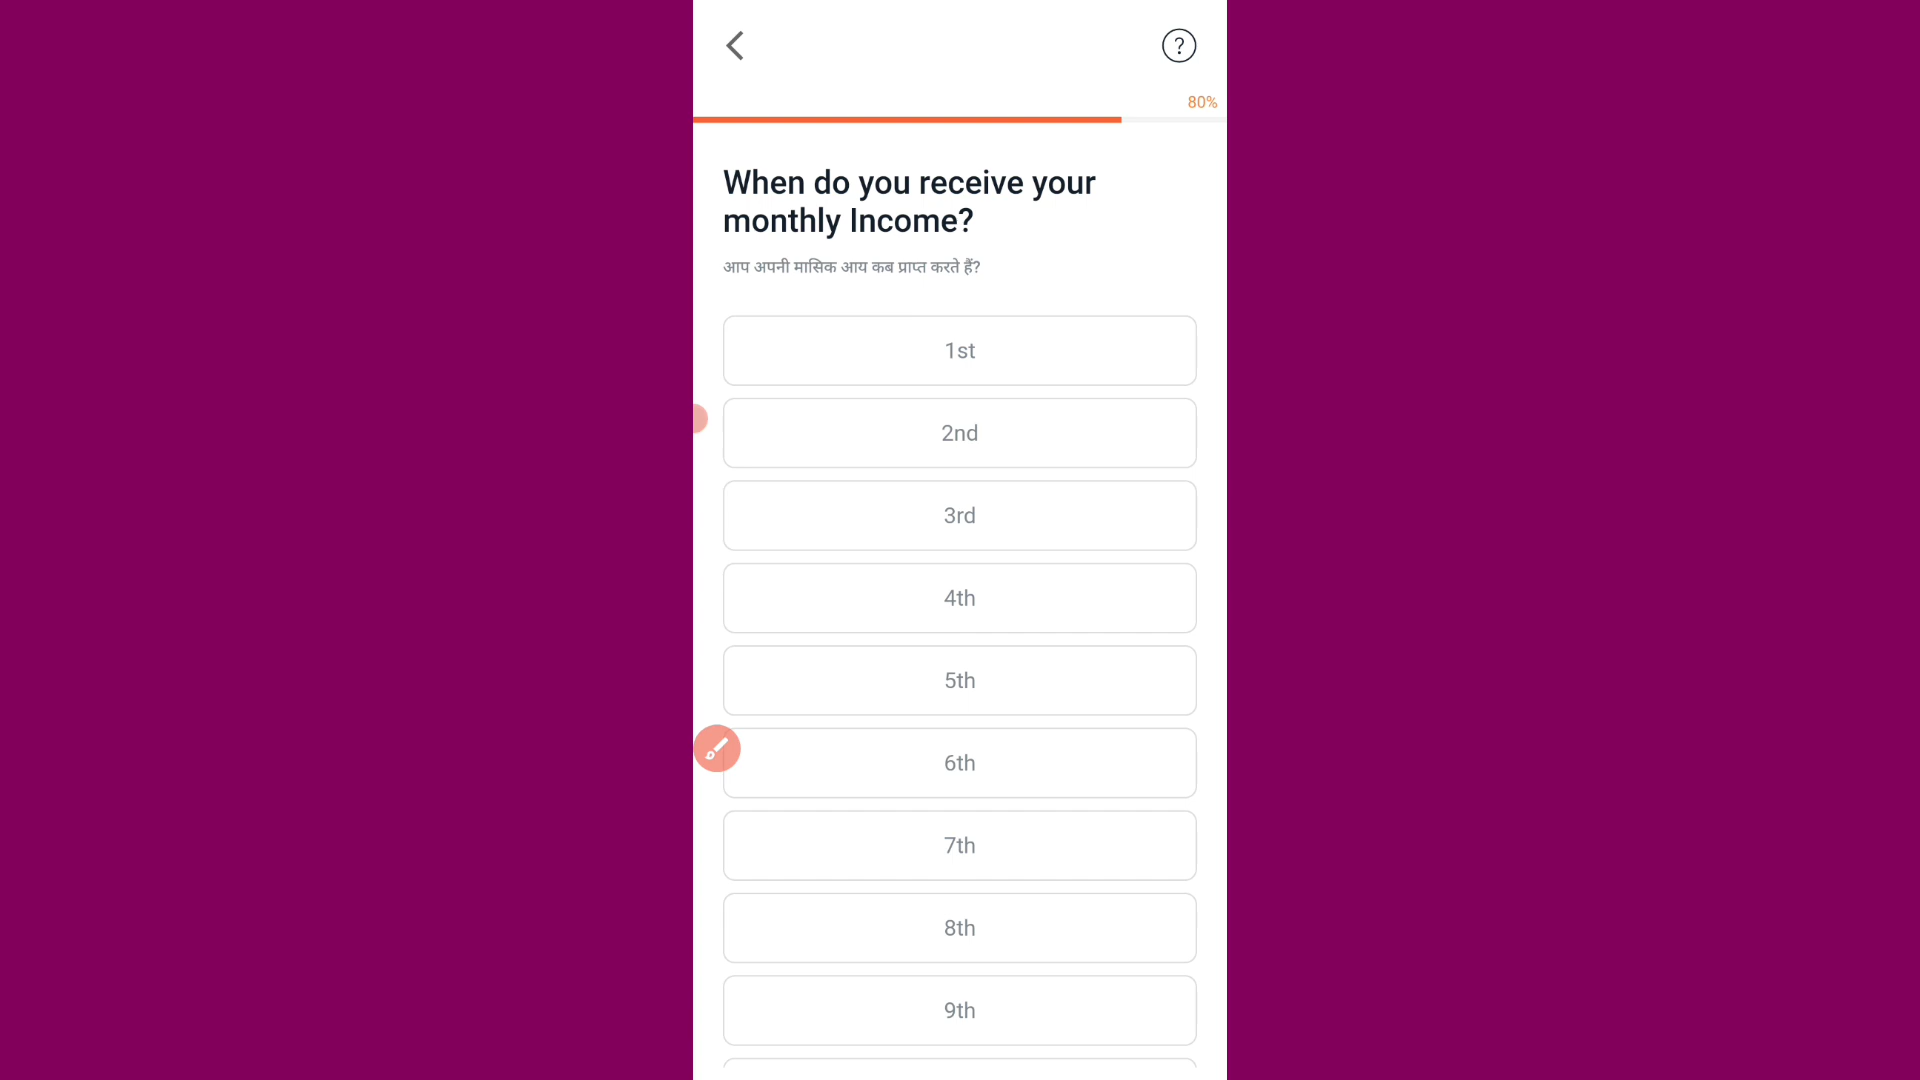 ?
80%
When do you receive your
monthly Income?
आप अपनी मासिक आय कब प्राप्त करते हैं?
1st
2nd
3rd
4th
5th
6th
7th
8th
9th